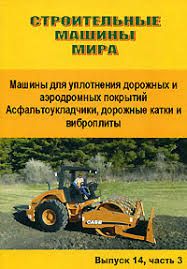 СТРОИТЕЛЬНЫЕ
МАШИНЫ
МИРА
Машины для уплотнения дорожных и
аэродромных покрытий
Асфальтоукладчики, дорожные катки и
виброплиты
CASE
Выпуск 14, часть 3